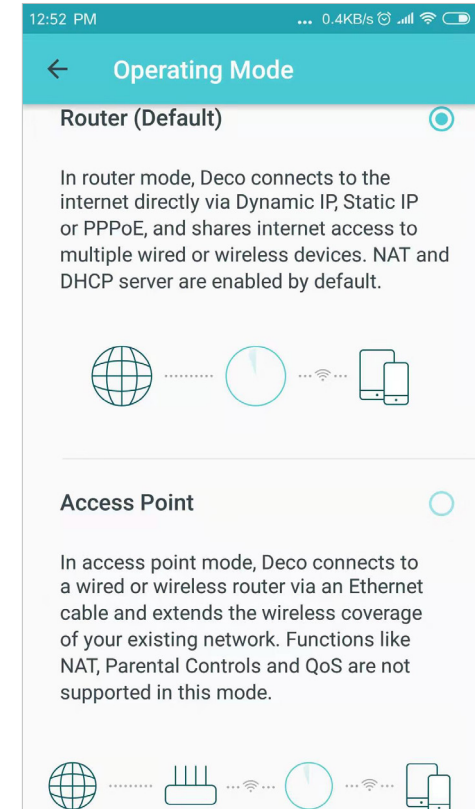 12:52 PM ... 0.4KB/s
Operating Mode
Router (Default)
In router mode, Deco connects to the
internet directly via Dynamic IP, Static IP
or PPPoE, and shares internet access to
multiple wired or wireless devices. NAT and
DHCP server are enabled by default.
Access Point
In access point mode, Deco connects to
a wired or wireless router via an Ethernet
cable and extends the wireless coverage
of your existing network. Functions like
NAT, Parental Controls and QoS are not
supported in this mode.